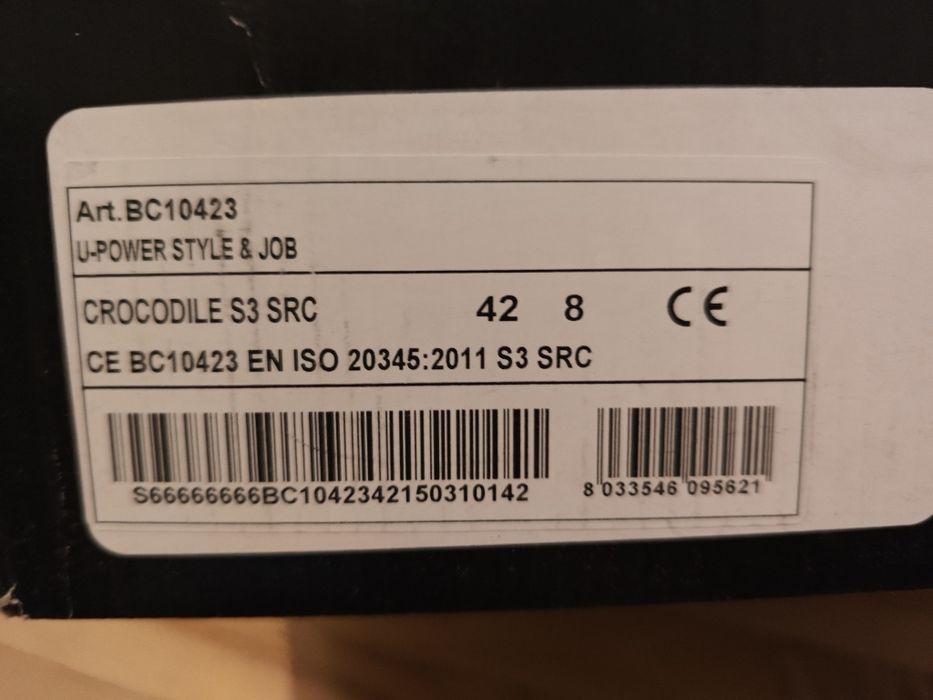 Art.BC10423
U-POWER STYLE & JOB
CROCODILE S3 SRC 42 8 CE
CE BC10423 EN ISO 20345:2011 S3 SRC
S66666666BC1042342150310142 8 033546 095621